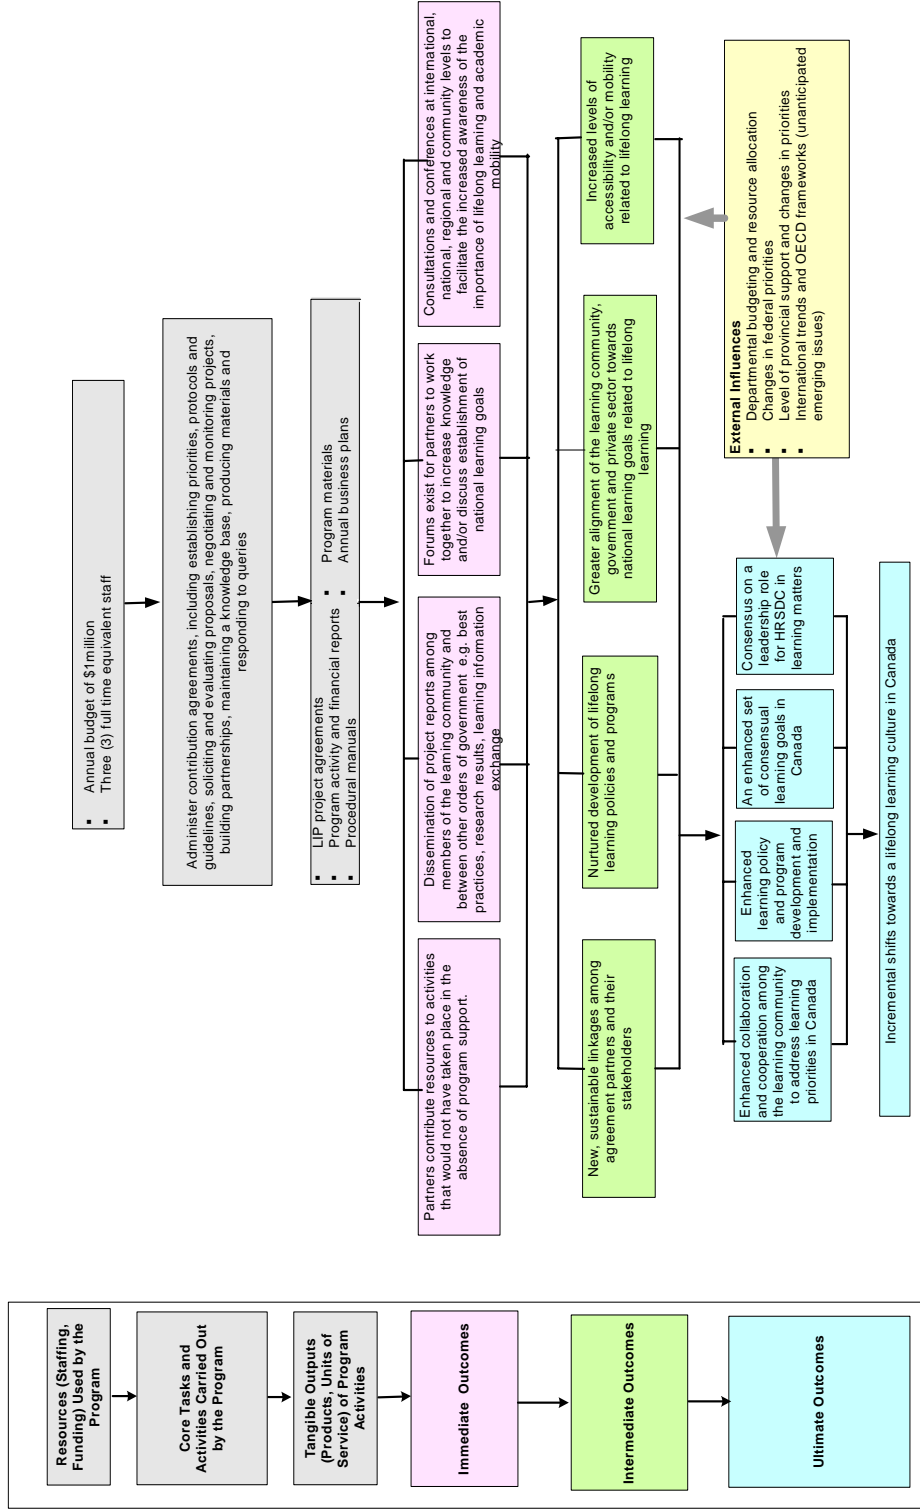 Resources (Staffing,
Funding) Used by the
Program
Core Tasks and
Activities Carried Out
by the Program
Tangible Outputs
(Products, Units of
Service) of Program
Activities
Immediate Outcomes
Intermediate Outcomes
Ultimate Outcomes
▪ Annual budget of $1million
▪ Three (3) full time equivalent staff
Administer contribution agreements, including establishing priorities, protocols and
guidelines, soliciting and evaluating proposals, negotiating and monitoring projects,
building partnerships, maintaining a knowledge base, producing materials and
responding to queries
▪ LIP project agreements
▪ Program activity and financial reports
▪ Procedural manuals
▪ Program materials
▪ Annual business plans
Partners contribute resources to activities
that would not have taken place in the
absence of program support.
Dissemination of project reports among
members of the learning community and
between other orders of government e.g. best
practices, research results, learning information
exchange
Forums exist for partners to work
together to increase knowledge
and/or discuss establishment of
national learning goals
Consultations and conferences at international,
national, regional and community levels to
facilitate the increased awareness of the
importance of lifelong learning and academic
mobility
New, sustainable linkages among
agreement partners and their
stakeholders
Nurtured development of lifelong
learning policies and programs
Greater alignment of the learning community,
government and private sector towards
national learning goals related to lifelong
learning
Increased levels of
accessibility and/or mobility
related to lifelong learning
Enhanced collaboration
and cooperation among
the learning community
to address learning
priorities in Canada
Enhanced
learning policy
and program
development and
implementation
An enhanced set
of consensual
learning goals in
Canada
Consensus on a
leadership role
for HRSDC in
learning matters
External Influences
▪ Departmental budgeting and resource allocation
▪ Changes in federal priorities
▪ Level of provincial support and changes in priorities
▪ International trends and OECD frameworks (unanticipated
emerging issues)
Incremental shifts towards a lifelong learning culture in Canada